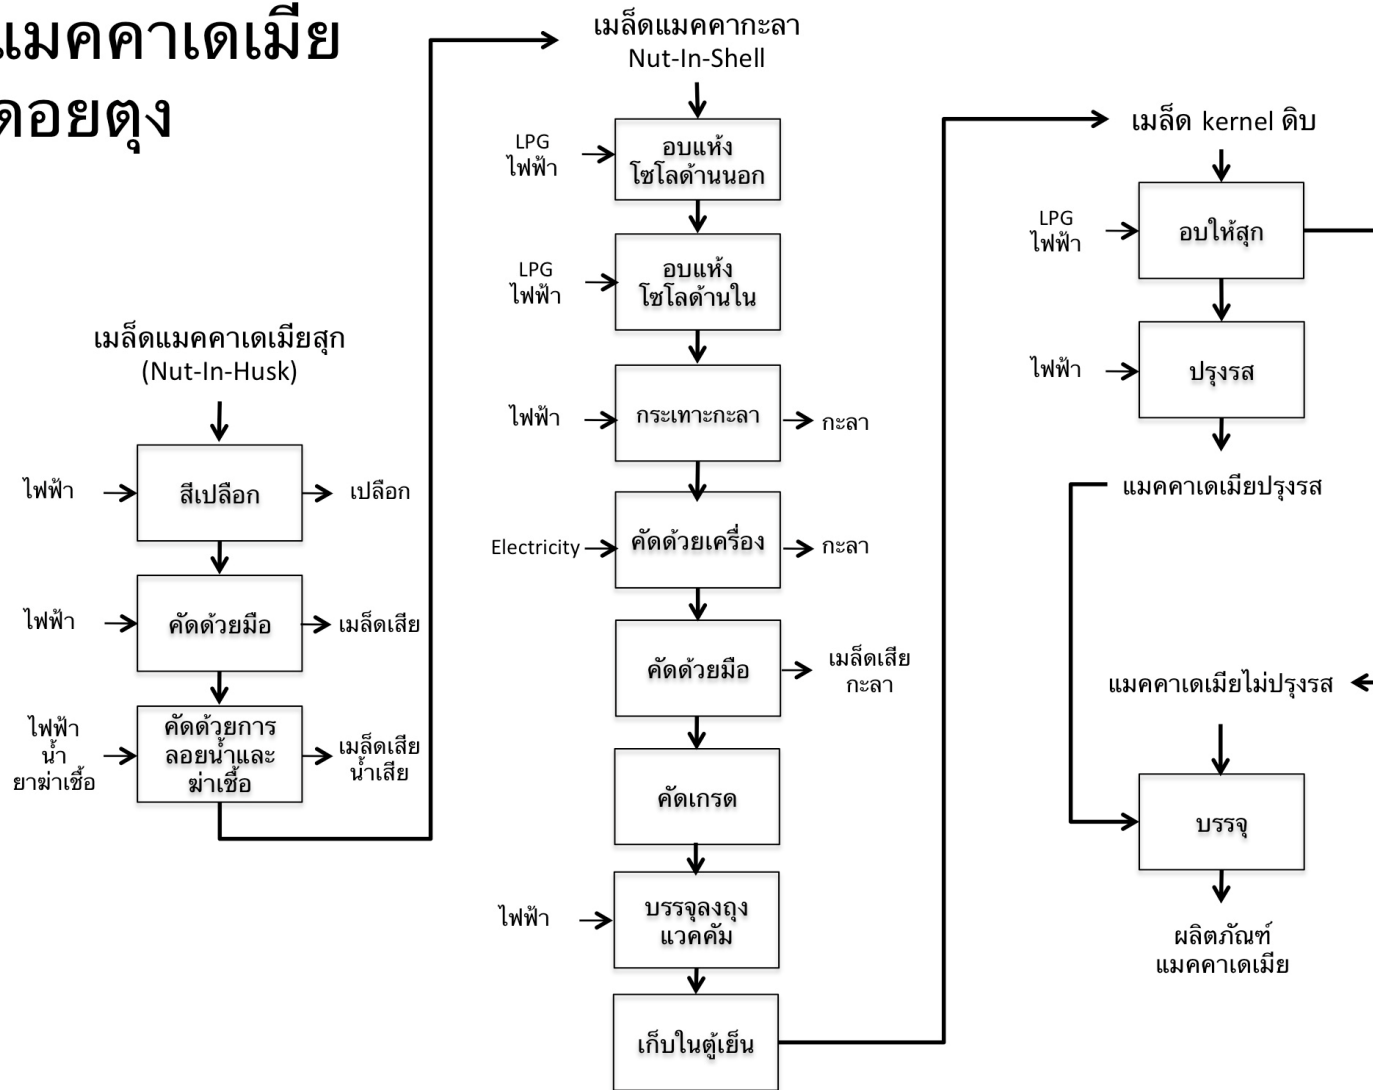 แมคคาเดเมีย
ดอยตุง
เมล็ดแมคคาเดเมียสุก
(Nut-In-Husk)
ไฟฟ้า
สีเปลือก
เปลือก
ไฟฟ้า
คัดด้วยมือ
เมล็ดเสีย
ไฟฟ้า
น้ำ
ยาฆ่าเชื้อ
คัดด้วยการ
ลอยน้ำและ
ฆ่าเชื้อ
เมล็ดเสีย
น้ำเสีย
เมล็ดแมคคากะลา
Nut-In-Shell
LPG
ไฟฟ้า
อบแห้ง
โซโลด้านนอก
LPG
ไฟฟ้า
อบแห้ง
โซโลด้านใน
ไฟฟ้า
กระเทาะกะลา
กะลา
Electricity
คัดด้วยเครื่อง
กะลา
คัดด้วยมือ
เมล็ดเสีย
กะลา
คัดเกรด
ไฟฟ้า
บรรจุลงถุง
แวคคัม
เก็บในตู้เย็น
เมล็ด kernel ดิบ
LPG
ไฟฟ้า
อบให้สุก
ไฟฟ้า
ปรุงรส
แมคคาเดเมียปรุงรส
แมคคาเดเมียไม่ปรุงรส
บรรจุ
ผลิตภัณฑ์
แมคคาเดเมีย